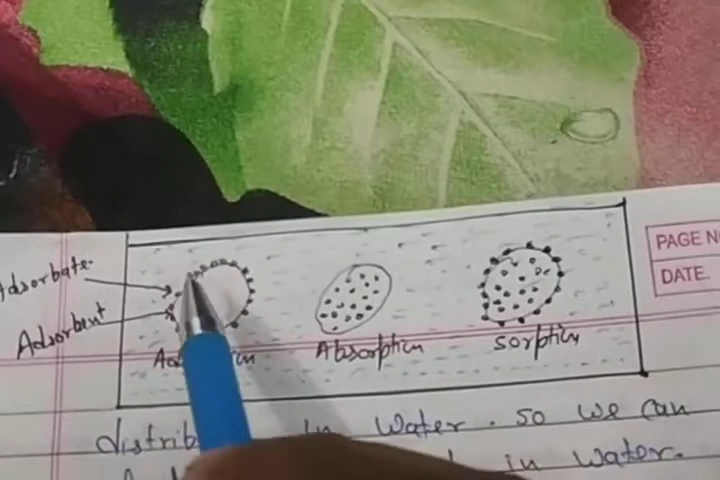 PAGE N
DATE.
Adsorbate.
Adsorbent
Absorption
Sorption
in water. so we can
in water.